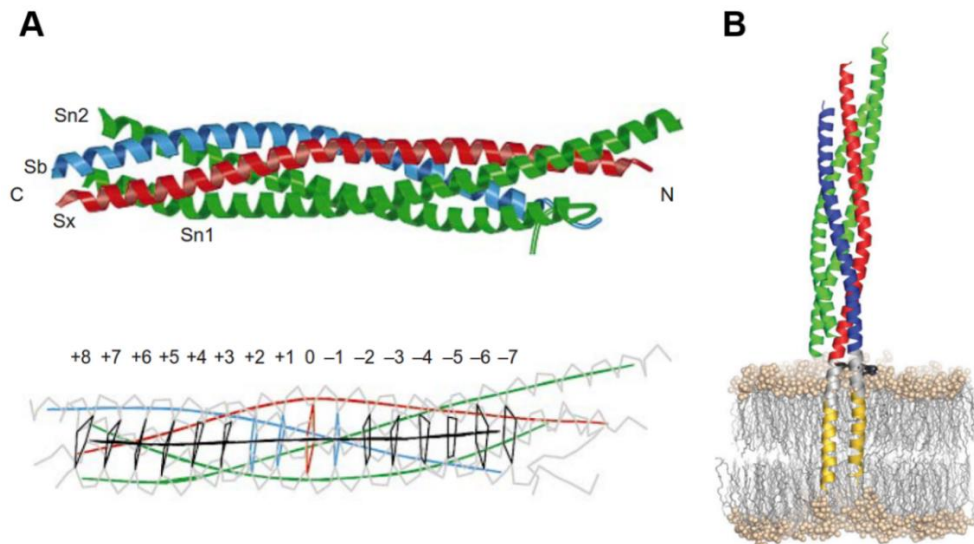 A
B
Sn2
Sb
C
N
Sx
Sn1
+8 +7 +6 +5 +4 +3 +2 +1 0 –1 –2 –3 –4 –5 –6 –7